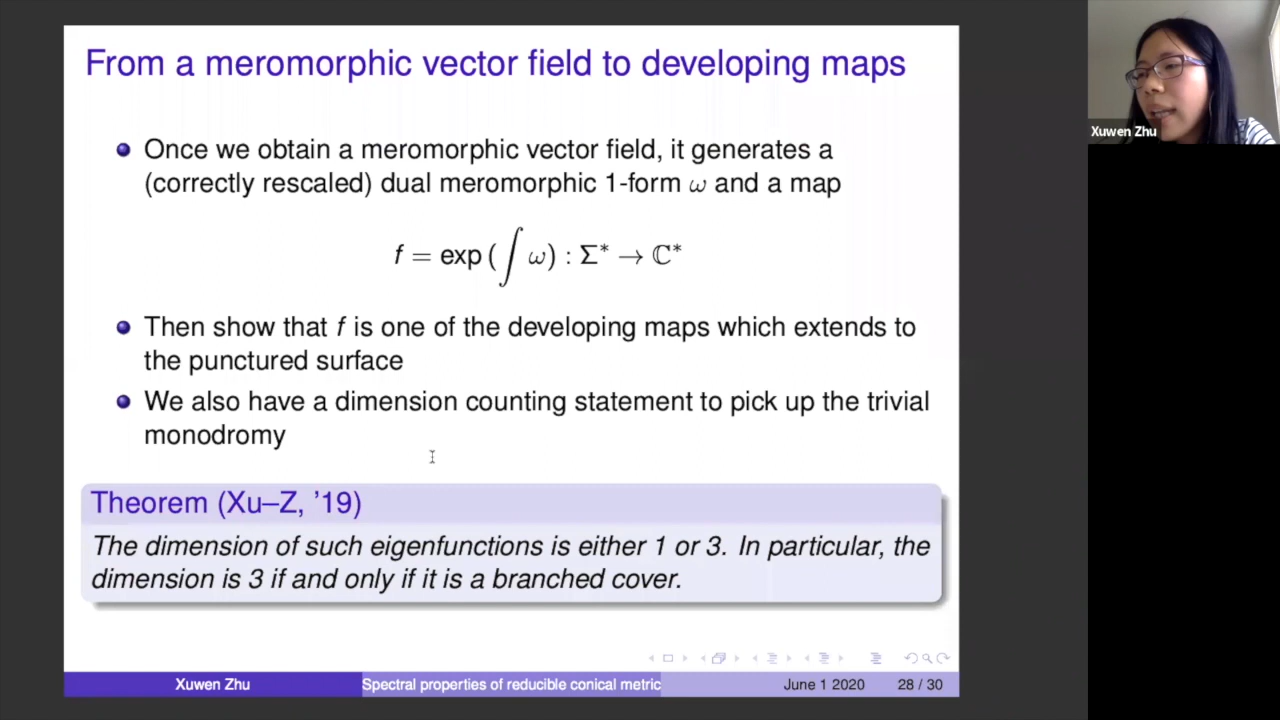 From a meromorphic vector field to developing maps
Once we obtain a meromorphic vector field, it generates a
(correctly rescaled) dual meromorphic 1-form ω and a map
f = exp (∫ ω) : Σ* → ℂ*
Then show that f is one of the developing maps which extends to
the punctured surface
We also have a dimension counting statement to pick up the trivial
monodromy
Theorem (Xu–Z, ’19)
The dimension of such eigenfunctions is either 1 or 3. In particular, the
dimension is 3 if and only if it is a branched cover.
Xuwen Zhu
Spectral properties of reducible conical metric
June 1 2020
28 / 30
Xuwen Zhu